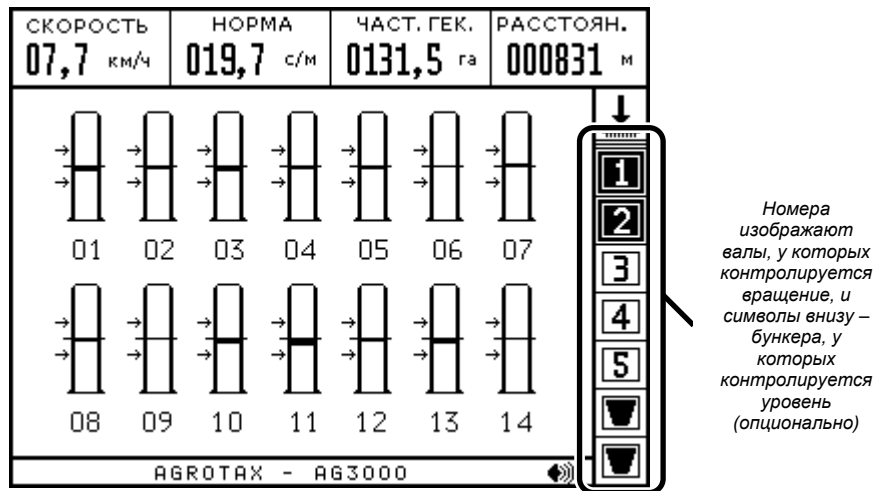 СКОРОСТЬ НОРМА ЧАСТ. ГЕК. РАССТОЯН.
07,7 км/ч 019,7 с/м 0131,5 га 000831 м
01 02 03 04 05 06 07
1
2
3
4
5
08 09 10 11 12 13 14
AGROTAX - AG3000
Номера
изображают
валы, у которых
контролируется
вращение, и
символы внизу –
бункера, у
которых
контролируется
уровень
(опционально)